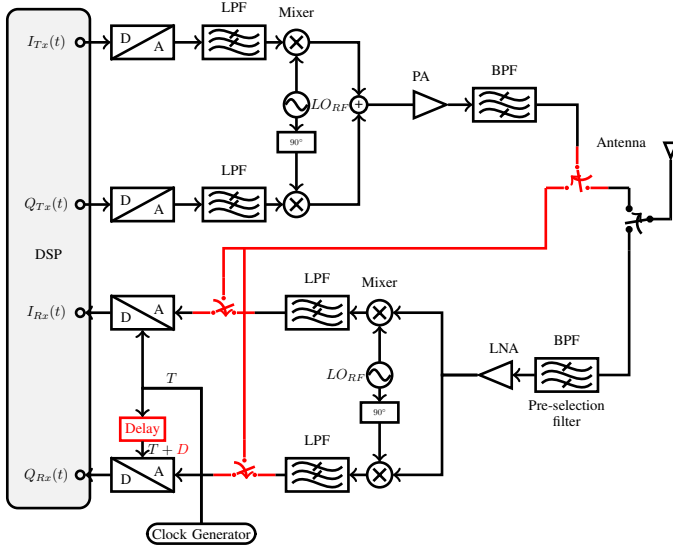 LPF
Mixer
I_{Tx}(t)
D
A
PA
BPF
LO_{RF}
+
90°
Antenna
LPF
Q_{Tx}(t)
D
A
DSP
LPF
Mixer
I_{Rx}(t)
D
A
LNA
BPF
T
LO_{RF}
90°
Pre-selection
filter
Delay
T + D
LPF
Q_{Rx}(t)
D
A
Clock Generator